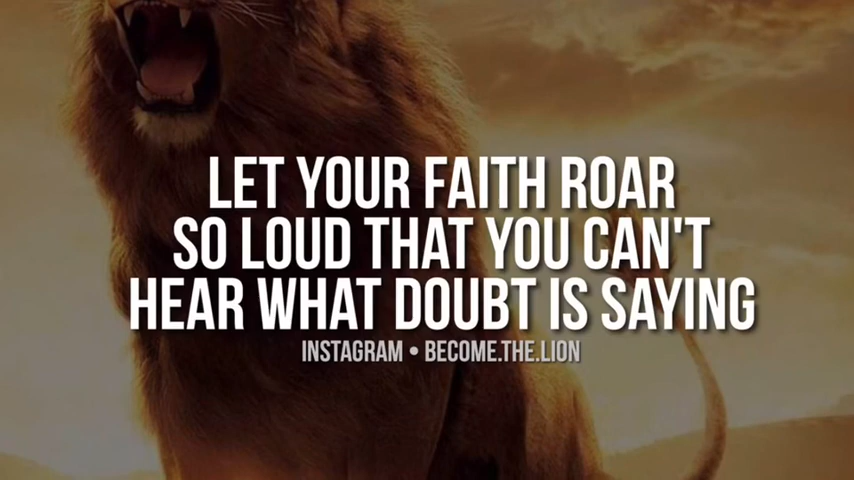 LET YOUR FAITH ROAR
SO LOUD THAT YOU CAN'T
HEAR WHAT DOUBT IS SAYING
INSTAGRAM • BECOME.THE.LION